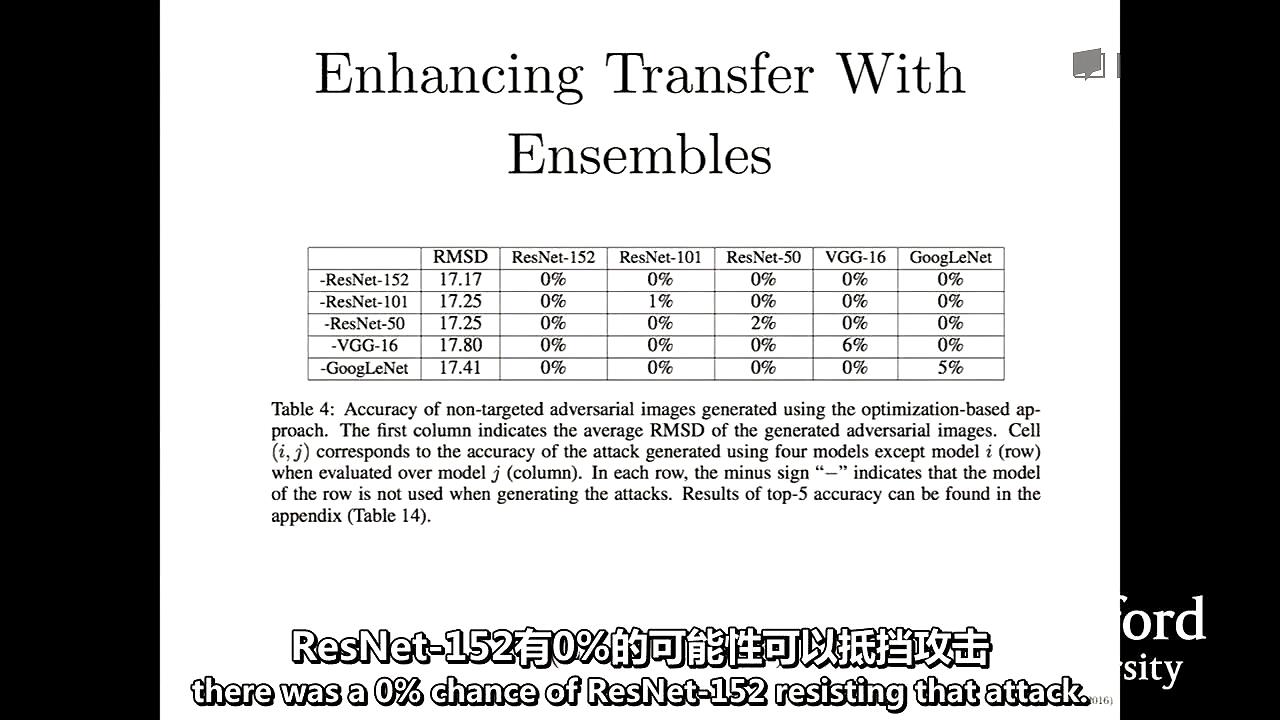 Enhancing Transfer With
Ensembles
RMSD ResNet-152 ResNet-101 ResNet-50 VGG-16 GoogLeNet
-ResNet-152 17.17 0% 0% 0% 0% 0%
-ResNet-101 17.25 0% 1% 0% 0% 0%
-ResNet-50 17.25 0% 0% 2% 0% 0%
-VGG-16 17.80 0% 0% 0% 6% 0%
-GoogLeNet 17.41 0% 0% 0% 0% 5%
Table 4: Accuracy of non-targeted adversarial images generated using the optimization-based ap-
proach. The first column indicates the average RMSD of the generated adversarial images. Cell
(i, j) corresponds to the accuracy of the attack generated using four models except model i (row)
when evaluated over model j (column). In each row, the minus sign “−” indicates that the model
of the row is not used when generating the attacks. Results of top-5 accuracy can be found in the
appendix (Table 14).
ford
rsity
ResNet-152有0%的可能性可以抵挡攻击
there was a 0% chance of ResNet-152 resisting that attack.
2016)